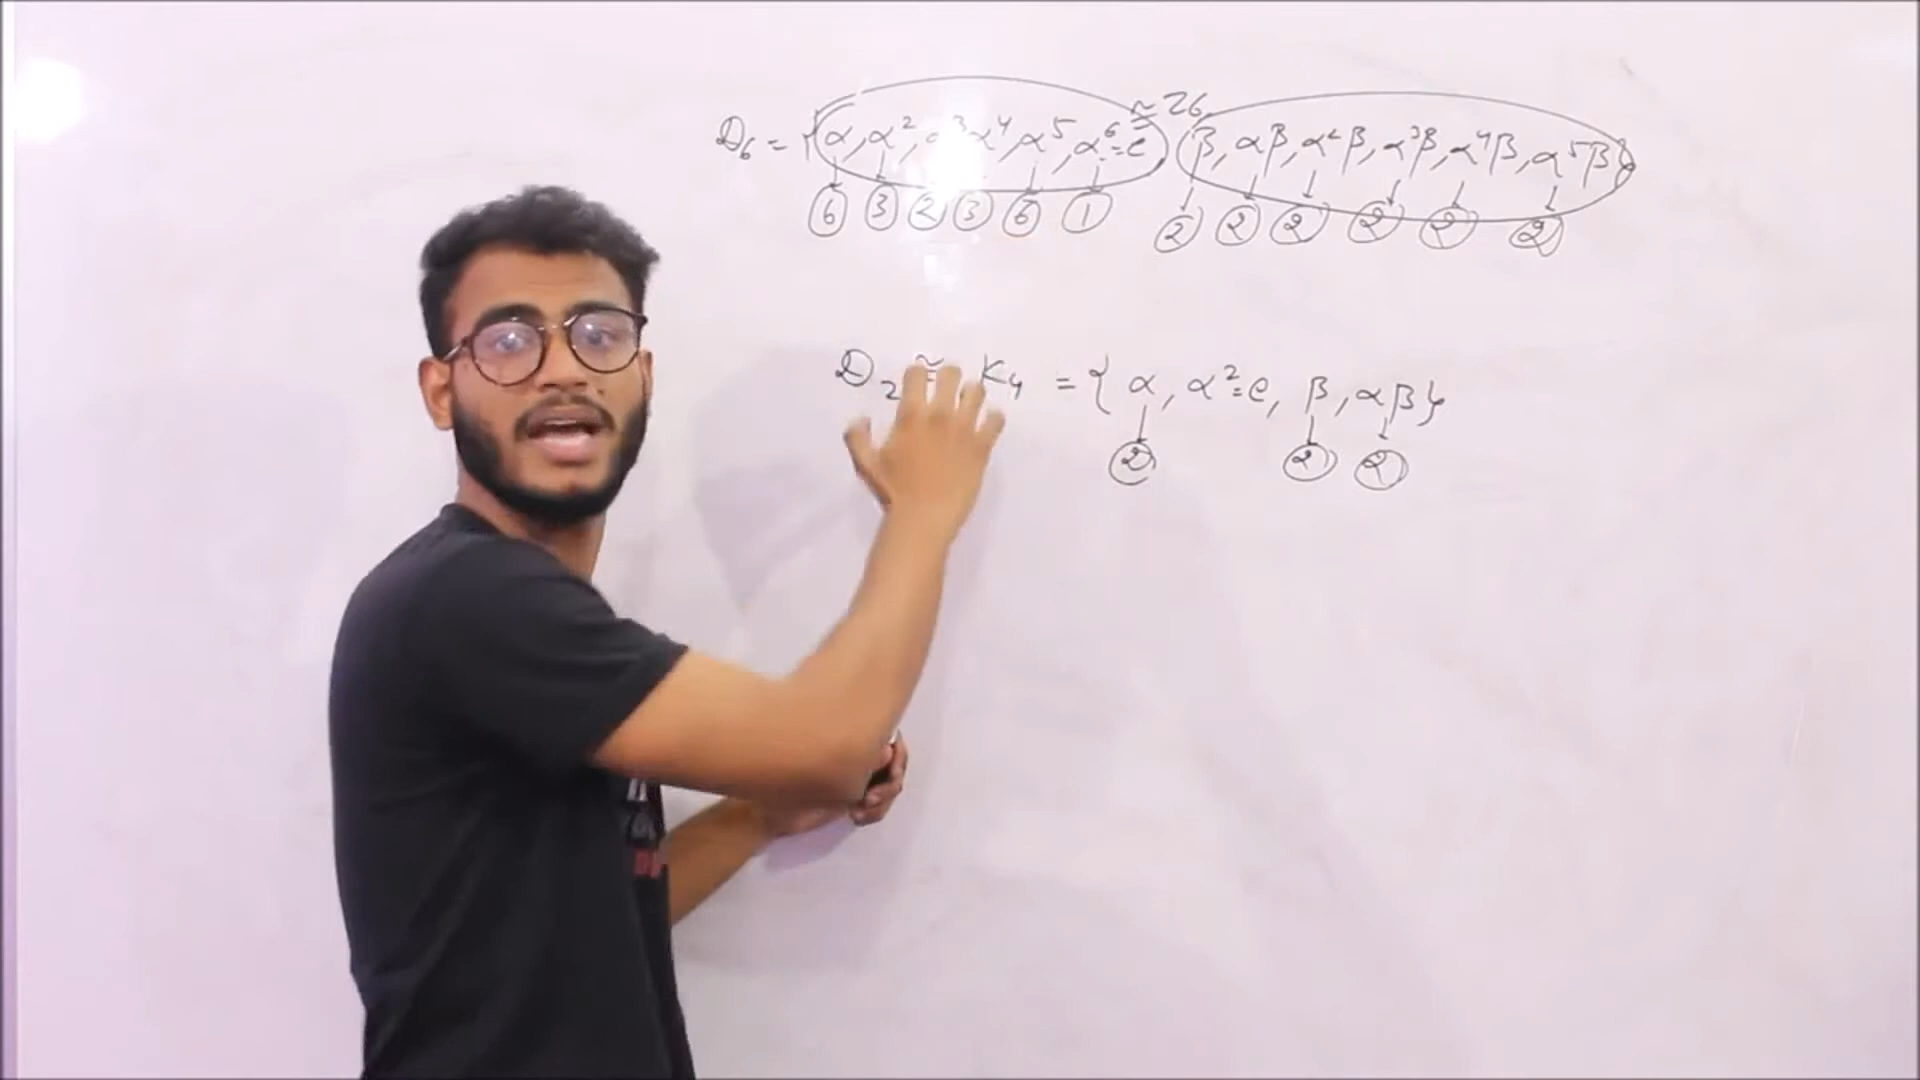 ≅ Z6
D₆ = { α, α², α³, α⁴, α⁵, α⁶=e, β, αβ, α²β, α³β, α⁴β, α⁵β}
6 3 2 3 6 1 2 2 2 2 2 2
D₂ ≅ K₄ = { α, α²=e, β, αβ}
2 2 2